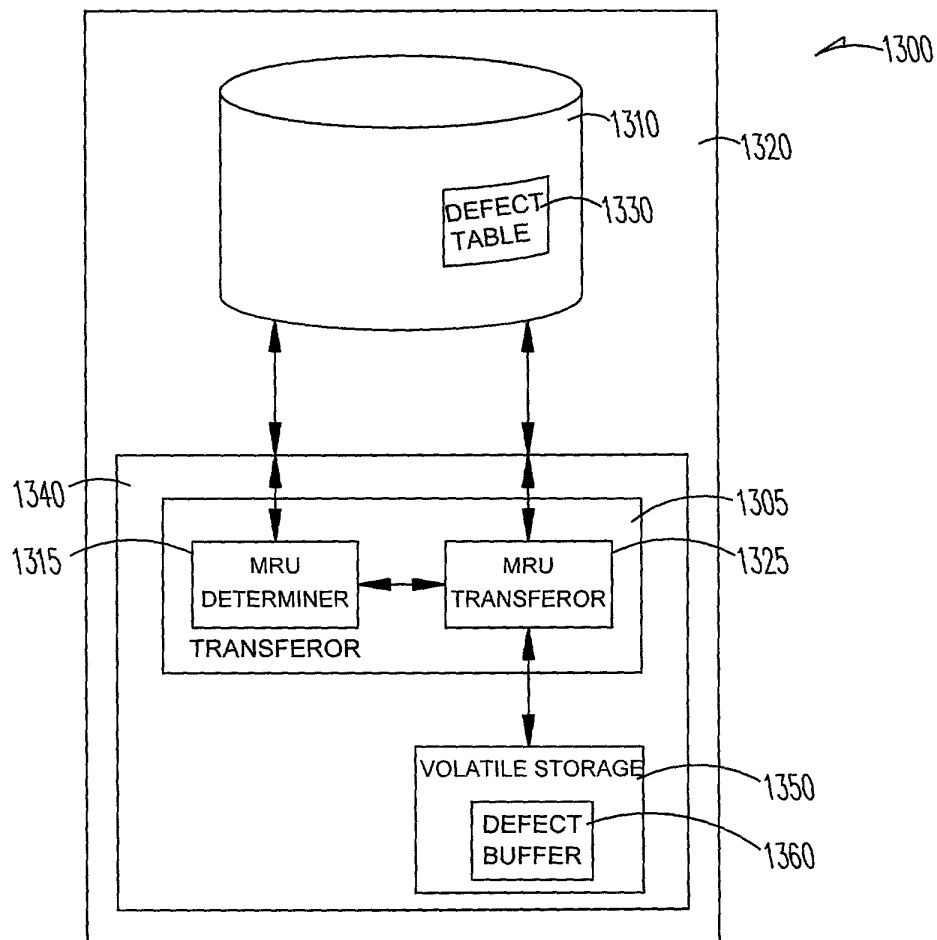 1300
1310
1320
DEFECT
TABLE
1330
1340
1305
1315
MRU
DETERMINER
MRU
TRANSFEROR
1325
TRANSFEROR
VOLATILE STORAGE
1350
DEFECT
BUFFER
1360